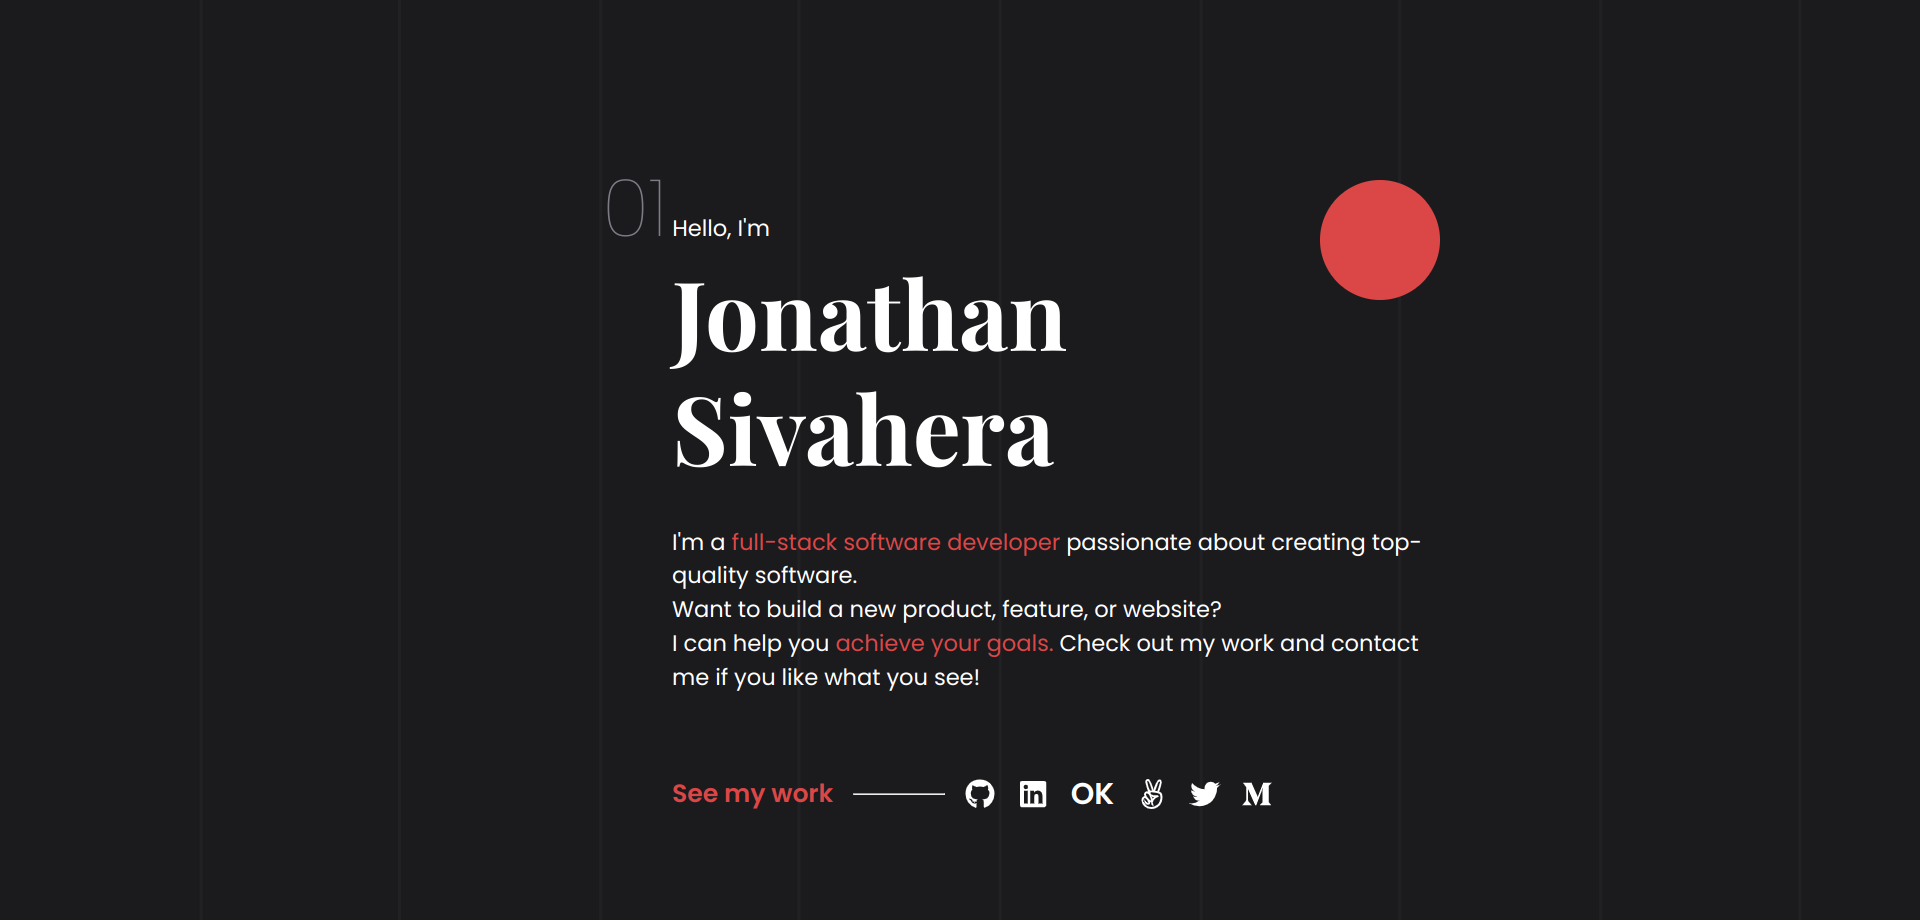 01
Hello, I'm
Jonathan
Sivahera
I'm a full-stack software developer passionate about creating top-
quality software.
Want to build a new product, feature, or website?
I can help you achieve your goals. Check out my work and contact
me if you like what you see!
See my work
OK